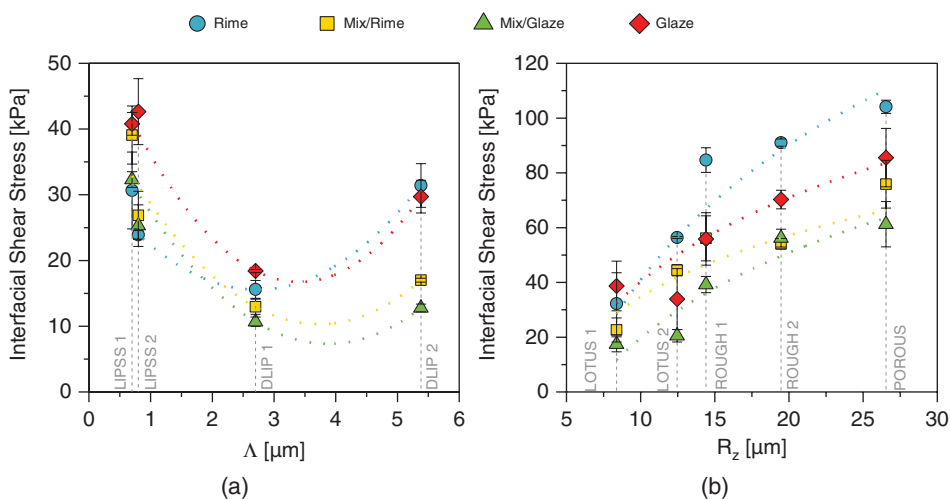 Rime Mix/Rime Mix/Glaze Glaze
50
40
30
20
10
0
Interfacial Shear Stress [kPa]
LIPSS 1
LIPSS 2
DLIP 1
DLIP 2
0 1 2 3 4 5 6
Λ [µm]
(a)
120
100
80
60
40
20
0
Interfacial Shear Stress [kPa]
LOTUS 1
LOTUS 2
ROUGH 1
ROUGH 2
POROUS
5 10 15 20 25 30
Rz [µm]
(b)